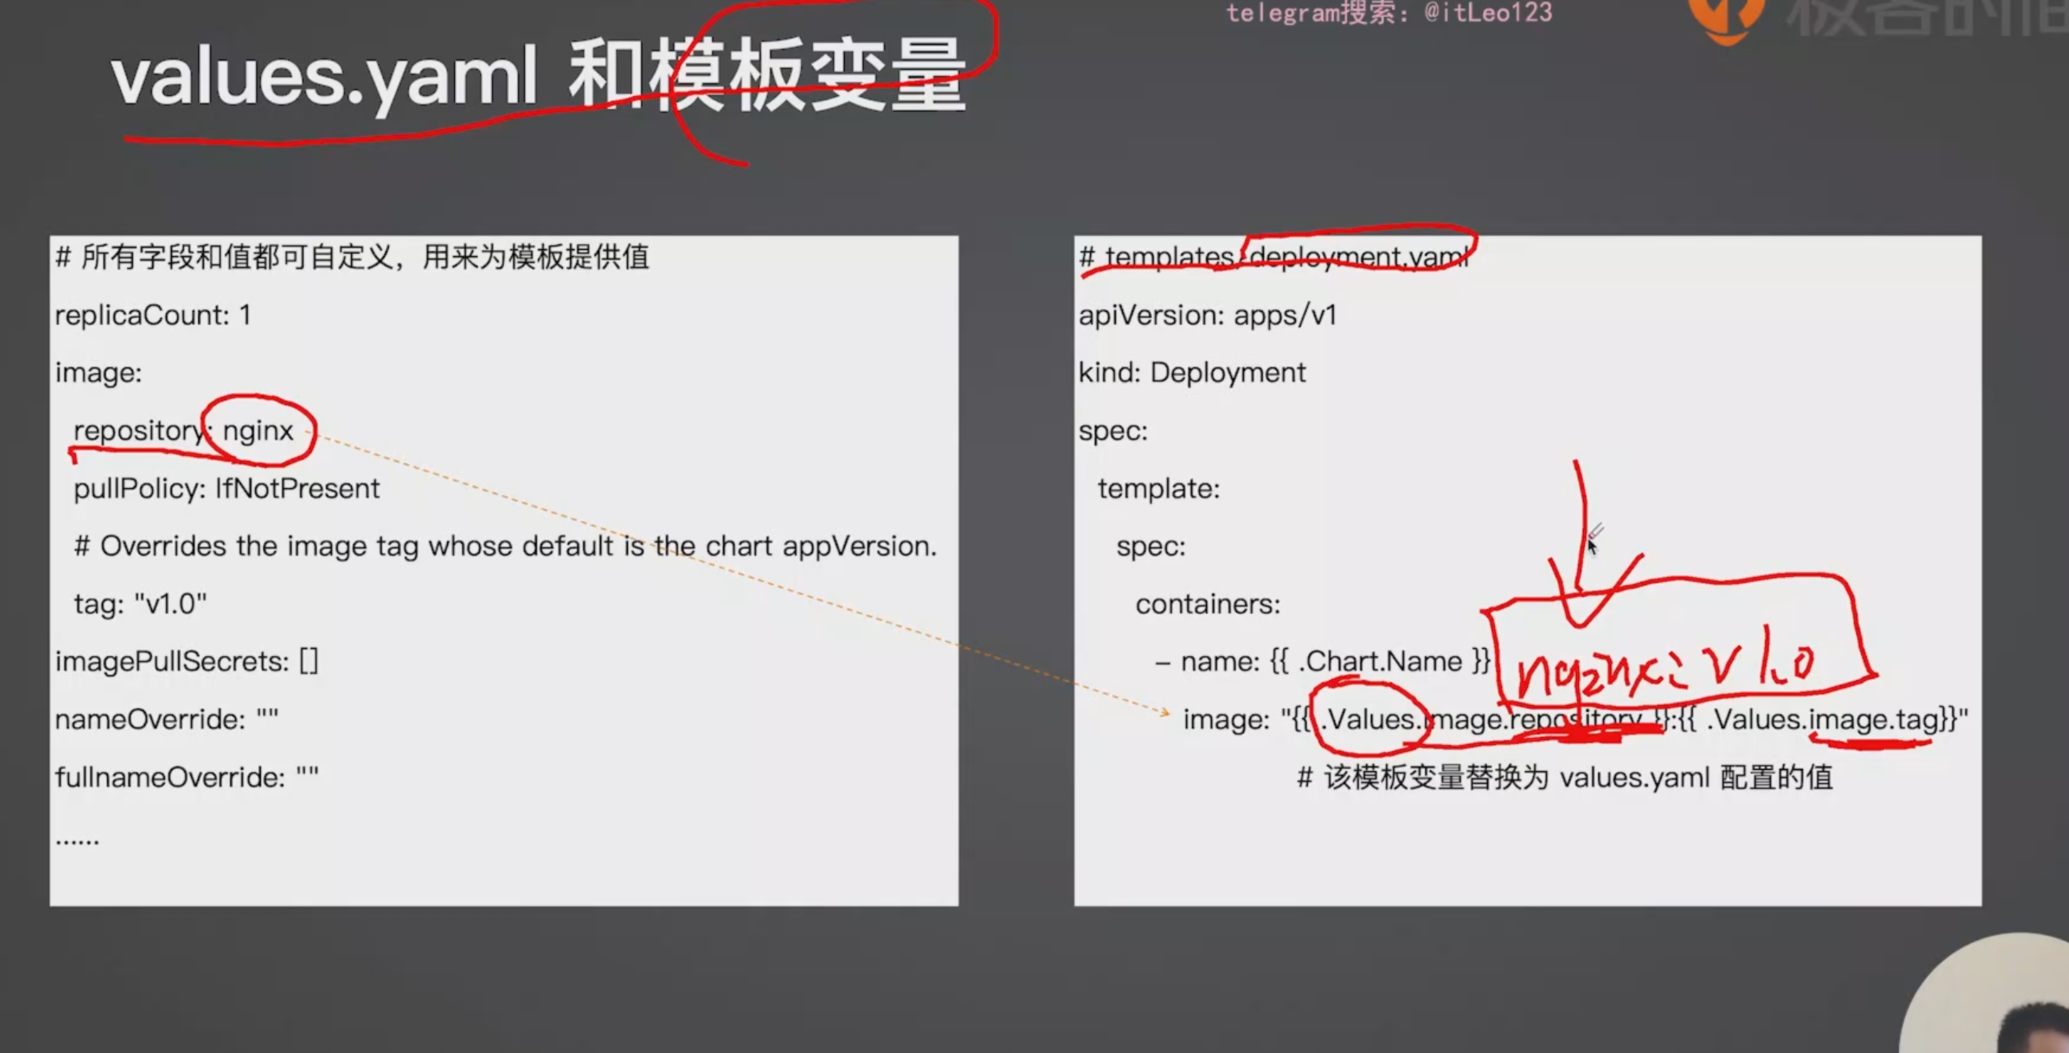 telegram搜索：@itLeo123
极客时间
values.yaml 和模板变量
# 所有字段和值都可自定义，用来为模板提供值
replicaCount: 1
image:
repository: nginx
pullPolicy: IfNotPresent
# Overrides the image tag whose default is the chart appVersion.
tag: "v1.0"
imagePullSecrets: []
nameOverride: ""
fullnameOverride: ""
......
# templates/deployment.yaml
apiVersion: apps/v1
kind: Deployment
spec:
template:
spec:
containers:
– name: {{ .Chart.Name }}
nginx: v1.0
image: "{{ .Values.image.repository }}:{{ .Values.image.tag}}"
# 该模板变量替换为 values.yaml 配置的值